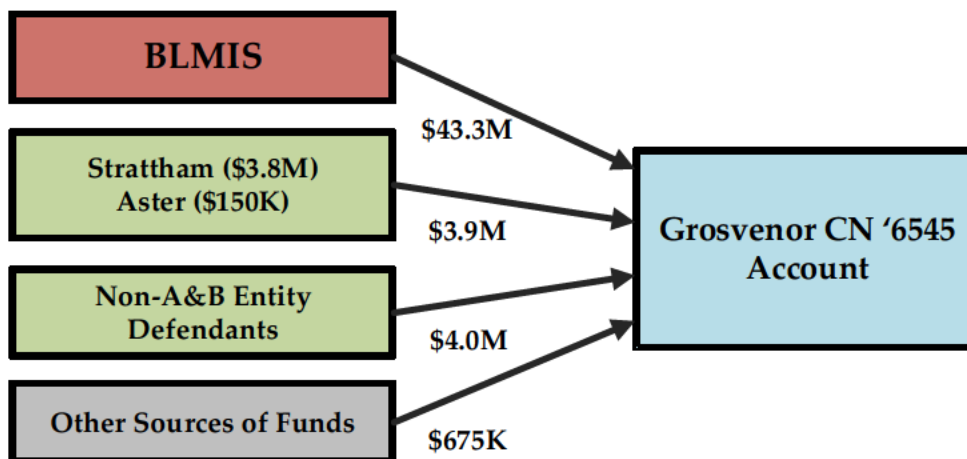 BLMIS
$43.3M
Strattham ($3.8M)
Aster ($150K)
$3.9M
Grosvenor CN ‘6545
Account
Non-A&B Entity
Defendants
$4.0M
Other Sources of Funds
$675K